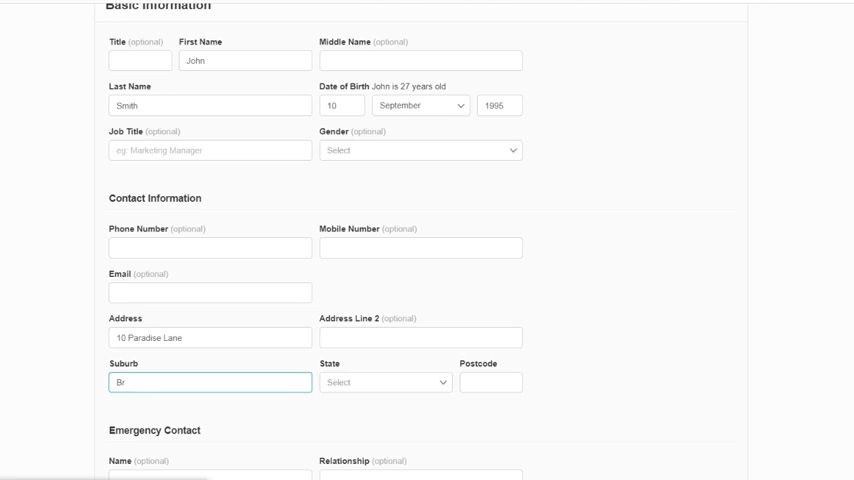 Basic Information
Title (optional) First Name Middle Name (optional)
John
Last Name Date of Birth John is 27 years old
Smith 10 September 1995
Job Title (optional) Gender (optional)
eg: Marketing Manager Select
Contact Information
Phone Number (optional) Mobile Number (optional)
Email (optional)
Address Address Line 2 (optional)
10 Paradise Lane
Suburb State Postcode
Br Select
Emergency Contact
Name (optional) Relationship (optional)